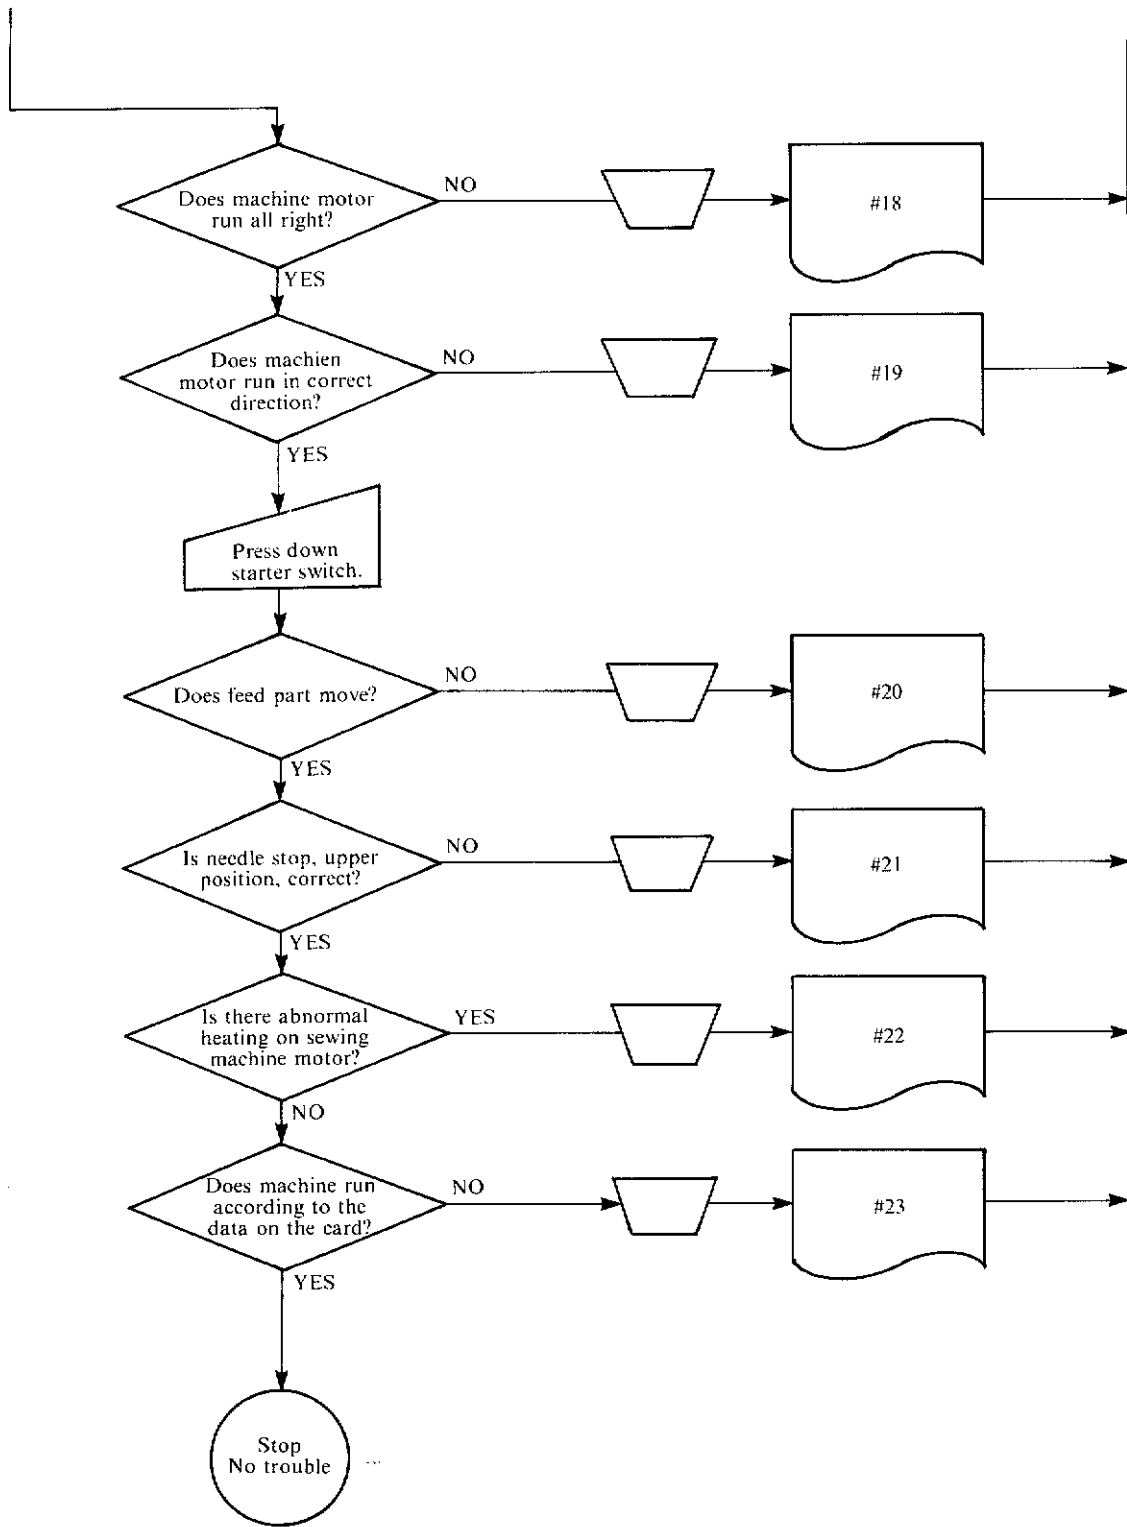 Does machine motor
run all right?
NO
#18
YES
Does machien
motor run in correct
direction?
NO
#19
YES
Press down
starter switch.
Does feed part move?
NO
#20
YES
Is needle stop, upper
position, correct?
NO
#21
YES
Is there abnormal
heating on sewing
machine motor?
YES
#22
NO
Does machine run
according to the
data on the card?
NO
#23
YES
Stop
No trouble